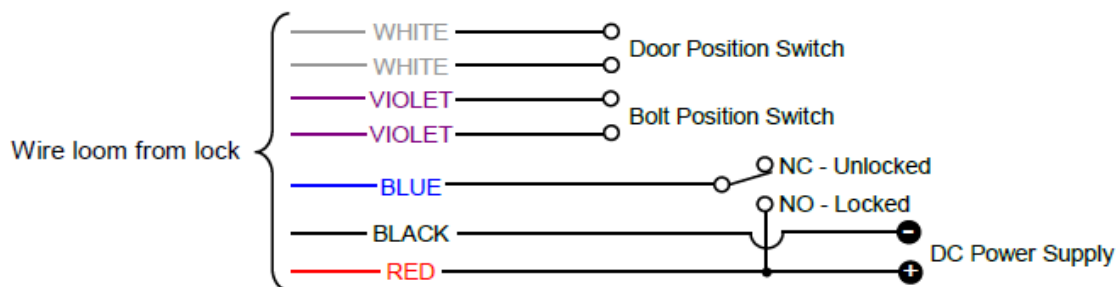 WHITE
Door Position Switch
WHITE
VIOLET
Bolt Position Switch
VIOLET
Wire loom from lock
NC - Unlocked
BLUE
NO - Locked
BLACK
-
DC Power Supply
RED
+